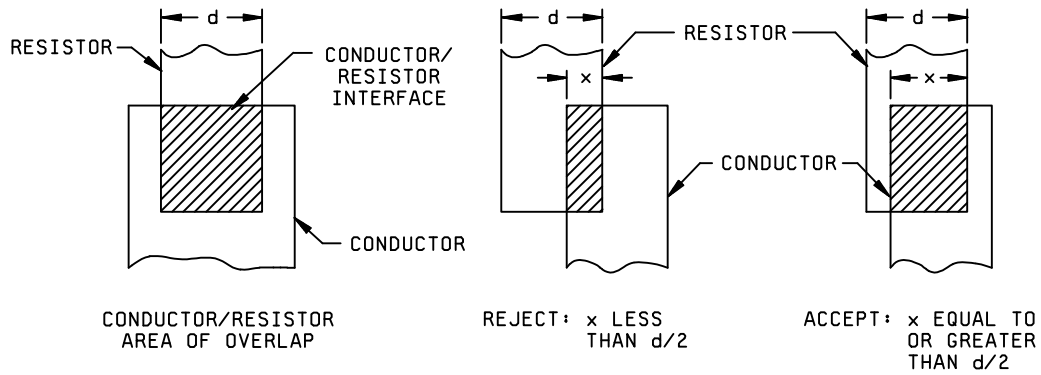 d
RESISTOR
CONDUCTOR/
RESISTOR
INTERFACE
CONDUCTOR
CONDUCTOR/RESISTOR
AREA OF OVERLAP
d
RESISTOR
x
CONDUCTOR
REJECT: x LESS
THAN d/2
d
x
ACCEPT: x EQUAL TO
OR GREATER
THAN d/2